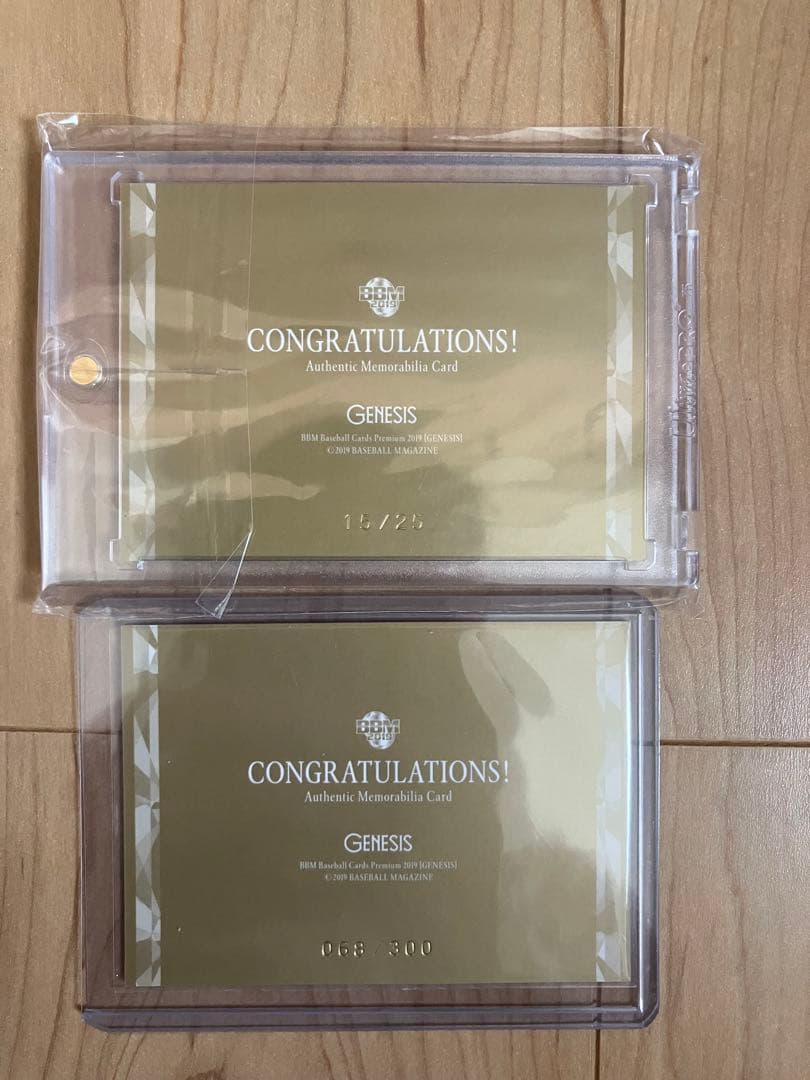 BBM
2019
CONGRATULATIONS!
Authentic Memorabilia Card
GENESIS
BBM Baseball Cards Premium 2019 [GENESIS]
©2019 BASEBALL MAGAZINE
15/25
UltraPRO
BBM
2019
CONGRATULATIONS!
Authentic Memorabilia Card
GENESIS
BBM Baseball Cards Premium 2019 [GENESIS]
©2019 BASEBALL MAGAZINE
068/300